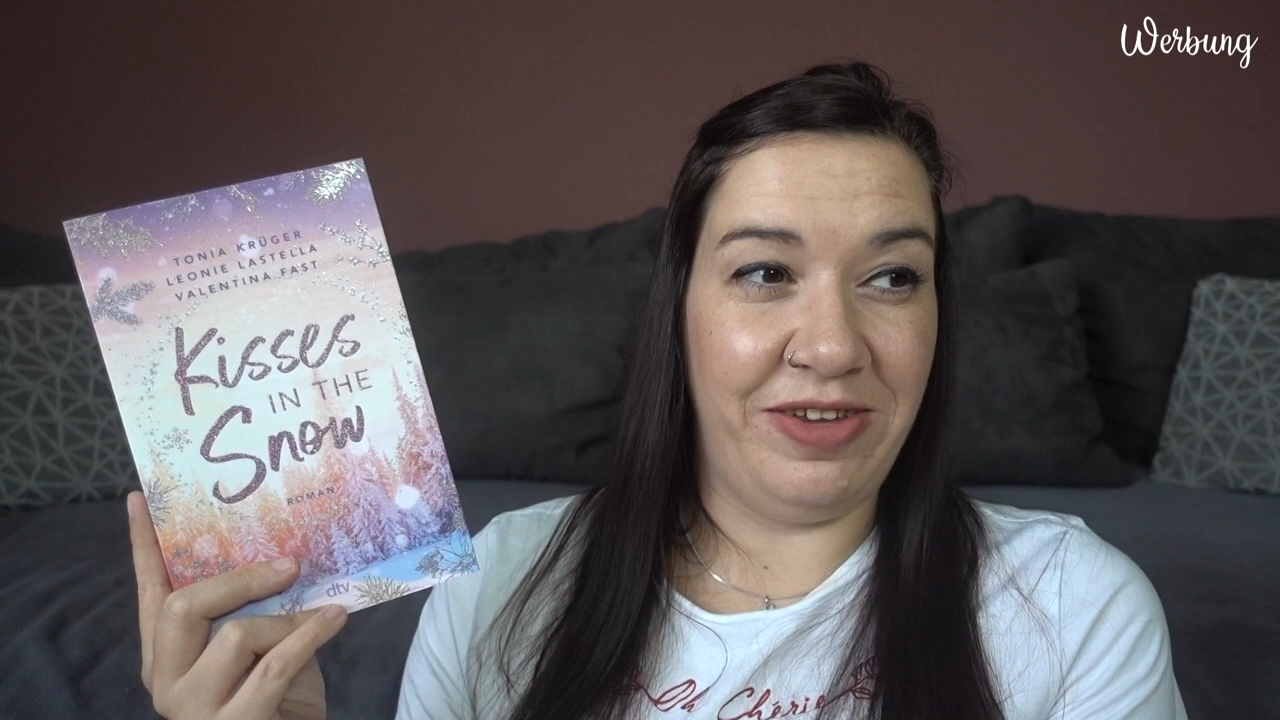 Werbung
TONIA KRÜGER
LEONIE LASTELLA
VALENTINA FAST
Kisses
IN THE
Snow
ROMAN
dtv
Oh Chérie